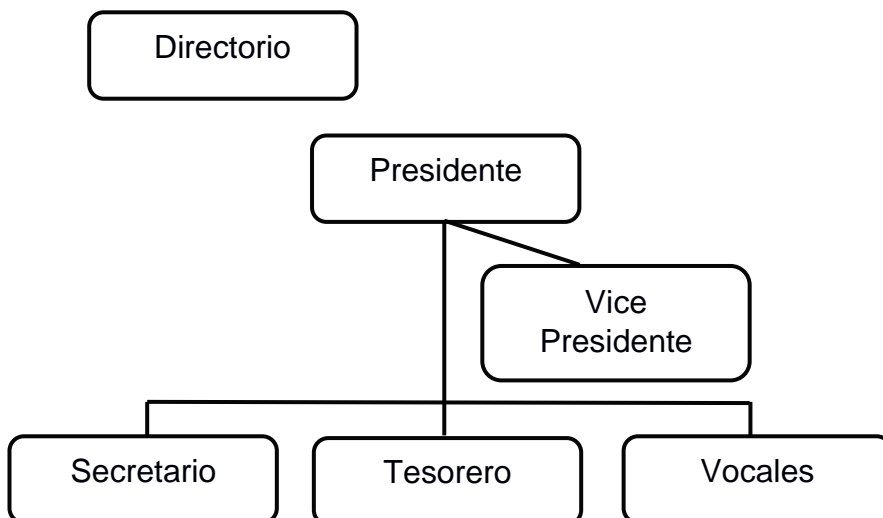 Directorio
Presidente
Vice
Presidente
Secretario
Tesorero
Vocales